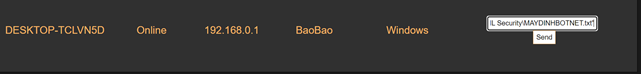 DESKTOP-TCLVN5D Online 192.168.0.1 BaoBao Windows IL Security\MAYDINHBOTNET.txt"
Send